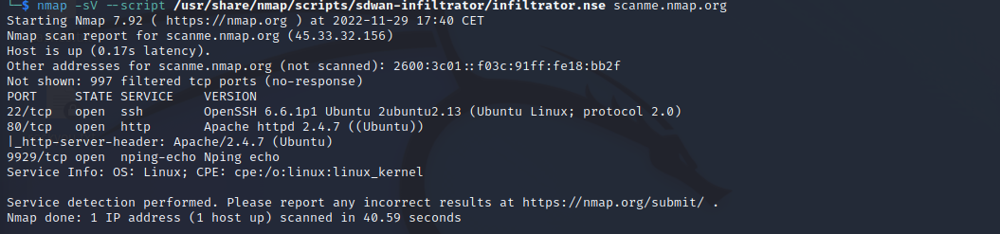 └─$ nmap -sV --script /usr/share/nmap/scripts/sdwan-infiltrator/infiltrator.nse scanme.nmap.org
Starting Nmap 7.92 ( https://nmap.org ) at 2022-11-29 17:40 CET
Nmap scan report for scanme.nmap.org (45.33.32.156)
Host is up (0.17s latency).
Other addresses for scanme.nmap.org (not scanned): 2600:3c01::f03c:91ff:fe18:bb2f
Not shown: 997 filtered tcp ports (no-response)
PORT     STATE SERVICE    VERSION
22/tcp   open  ssh        OpenSSH 6.6.1p1 Ubuntu 2ubuntu2.13 (Ubuntu Linux; protocol 2.0)
80/tcp   open  http       Apache httpd 2.4.7 ((Ubuntu))
|_http-server-header: Apache/2.4.7 (Ubuntu)
9929/tcp open  nping-echo Nping echo
Service Info: OS: Linux; CPE: cpe:/o:linux:linux_kernel

Service detection performed. Please report any incorrect results at https://nmap.org/submit/ .
Nmap done: 1 IP address (1 host up) scanned in 40.59 seconds